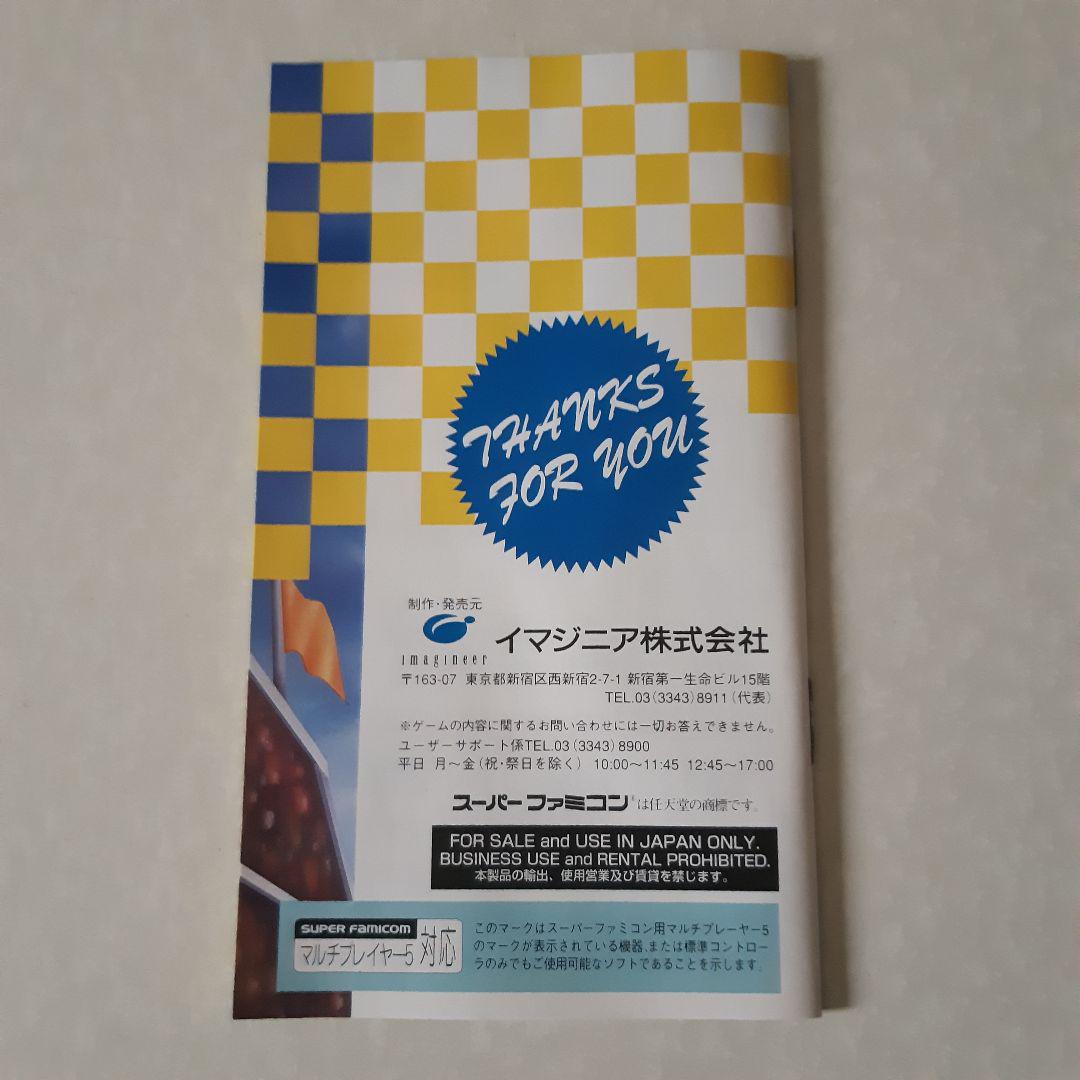 THANKS
FOR YOU
制作・発売元
imagineer
イマジニア株式会社
〒163-07 東京都新宿区西新宿2-7-1 新宿第一生命ビル15階
TEL.03(3343)8911(代表)
※ゲームの内容に関するお問い合わせには一切お答えできません。
ユーザーサポート係TEL.03(3343)8900
平日 月〜金(祝・祭日を除く) 10:00〜11:45 12:45〜17:00
スーパーファミコン®は任天堂の商標です。
FOR SALE and USE IN JAPAN ONLY.
BUSINESS USE and RENTAL PROHIBITED.
本製品の輸出、使用営業及び賃貸を禁じます。
SUPER FAMICOM
マルチプレイヤー5 対応
このマークはスーパーファミコン用マルチプレーヤー5
のマークが表示されている機器、または標準コントロー
ラのみでもご使用可能なソフトであることを示します。